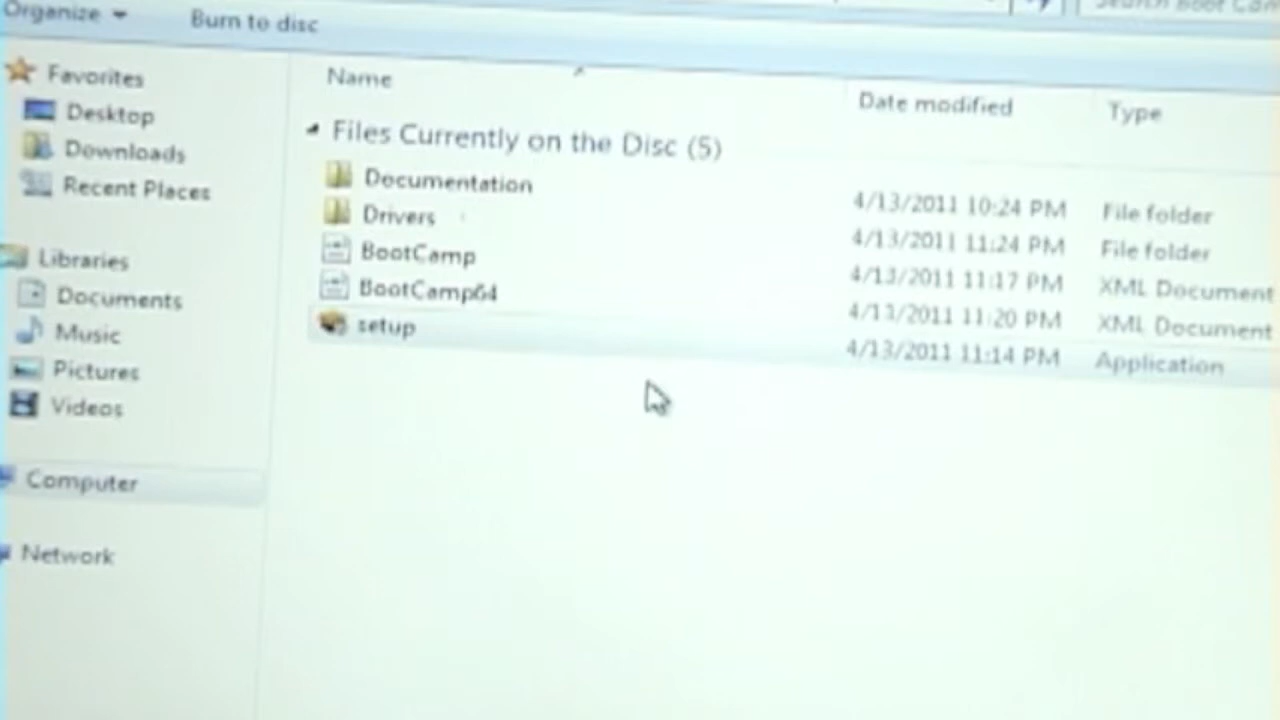 Organize
Burn to disc
Search Boot Cam
Favorites
Desktop
Downloads
Recent Places
Libraries
Documents
Music
Pictures
Videos
Computer
Network
Name
Date modified
Type
Files Currently on the Disc (5)
Documentation 4/13/2011 10:24 PM File folder
Drivers 4/13/2011 11:24 PM File folder
BootCamp 4/13/2011 11:17 PM XML Document
BootCamp64 4/13/2011 11:20 PM XML Document
setup 4/13/2011 11:14 PM Application